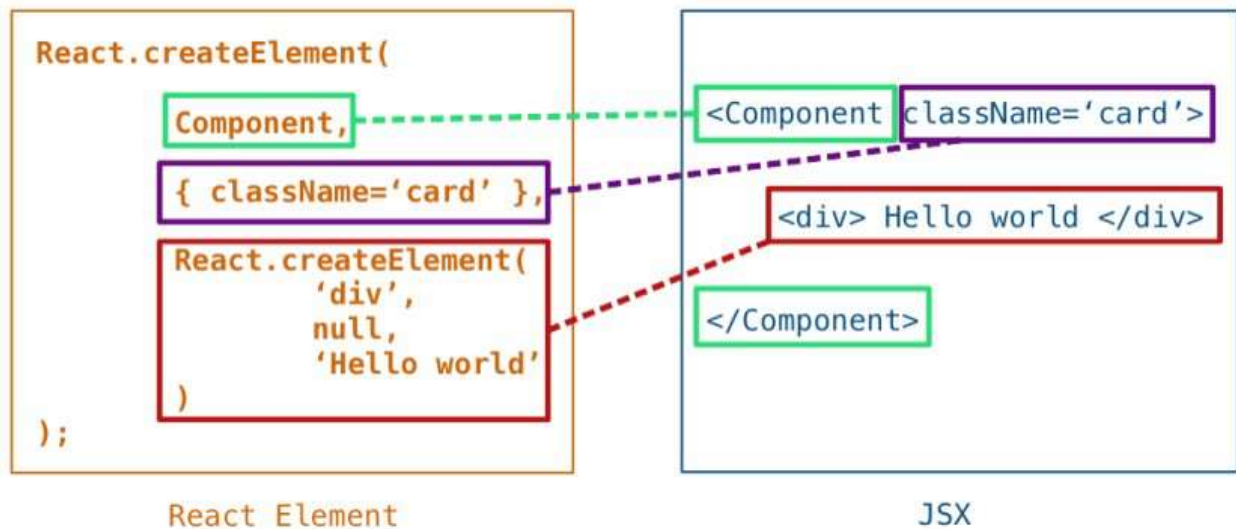 React.createElement(
Component,
{ className=‘card’ },
React.createElement(
‘div’,
null,
‘Hello world’
)
);
React Element
<Component className=‘card’>
<div> Hello world </div>
</Component>
JSX